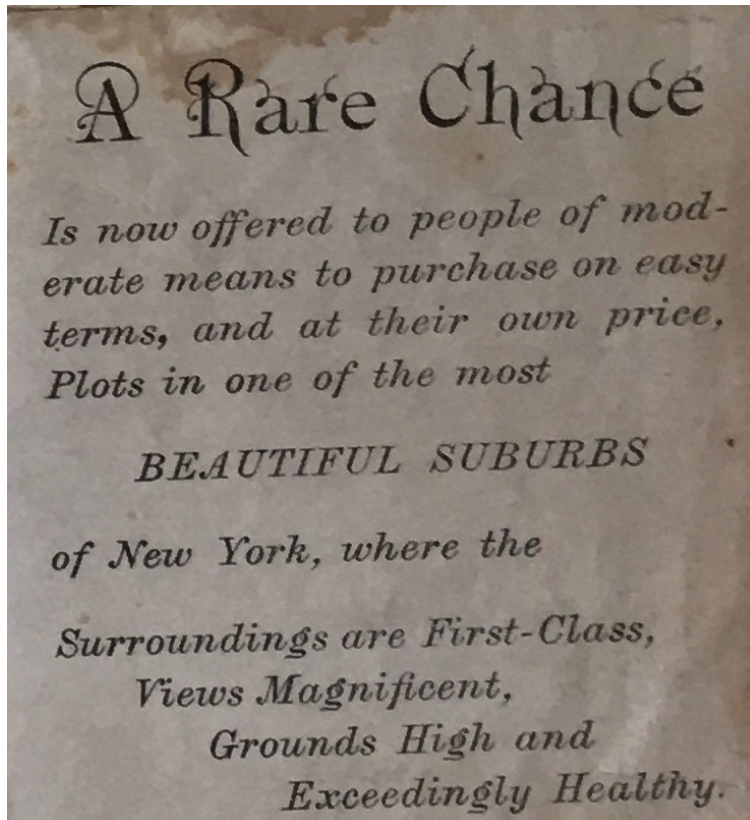 A Rare Chance
Is now offered to people of mod-
erate means to purchase on easy
terms, and at their own price,
Plots in one of the most
BEAUTIFUL SUBURBS
of New York, where the
Surroundings are First-Class,
Views Magnificent,
Grounds High and
Exceedingly Healthy.